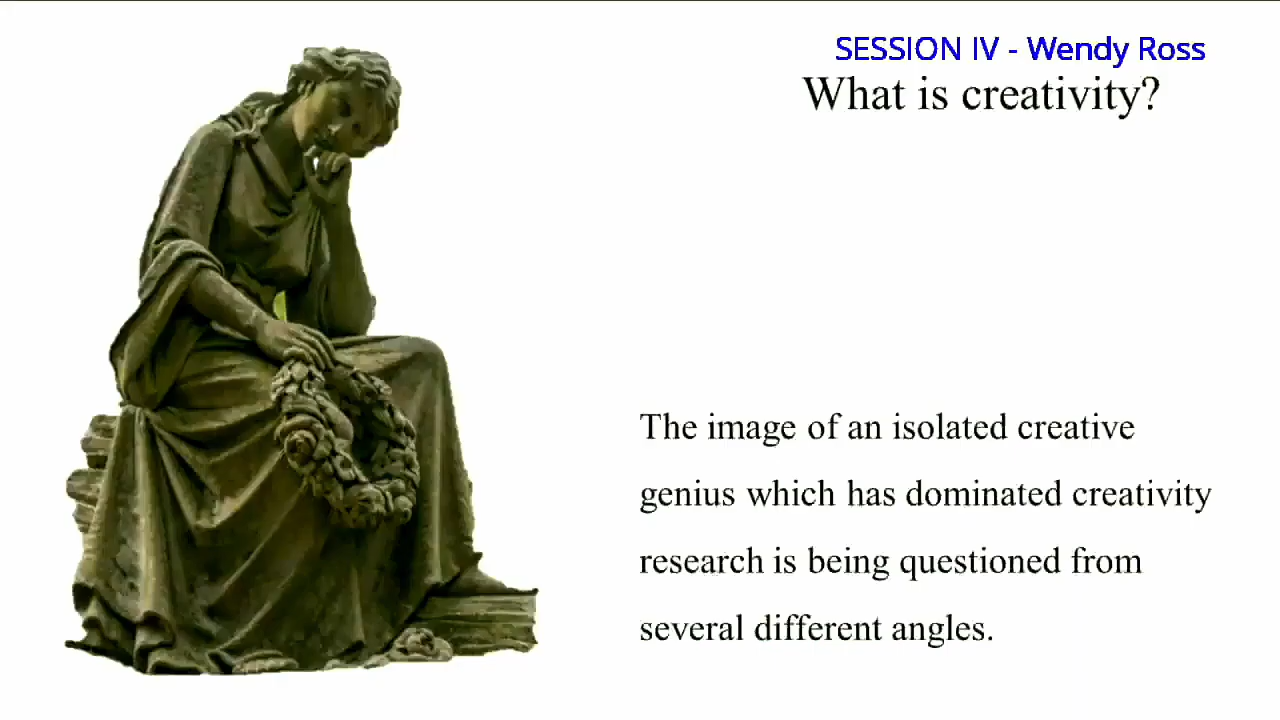 SESSION IV - Wendy Ross
What is creativity?
The image of an isolated creative
genius which has dominated creativity
research is being questioned from
several different angles.